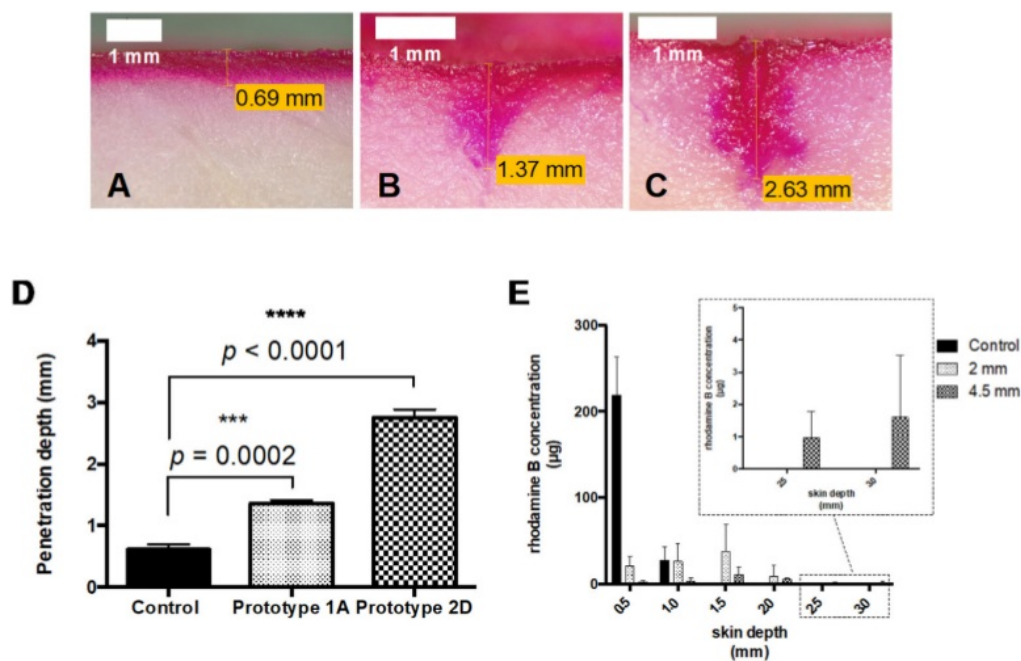 1 mm
0.69 mm
A
1 mm
1.37 mm
B
1 mm
2.63 mm
C
D
Penetration depth (mm)
4
3
2
1
0
****
p < 0.0001
***
p = 0.0002
Control
Prototype 1A
Prototype 2D
E
rhodamine B concentration
(µg)
300
200
100
0
0.5
1.0
1.5
2.0
2.5
3.0
skin depth
(mm)
rhodamine B concentration
(µg)
5
4
3
2
1
0
25
30
skin depth
(mm)
Control
2 mm
4.5 mm